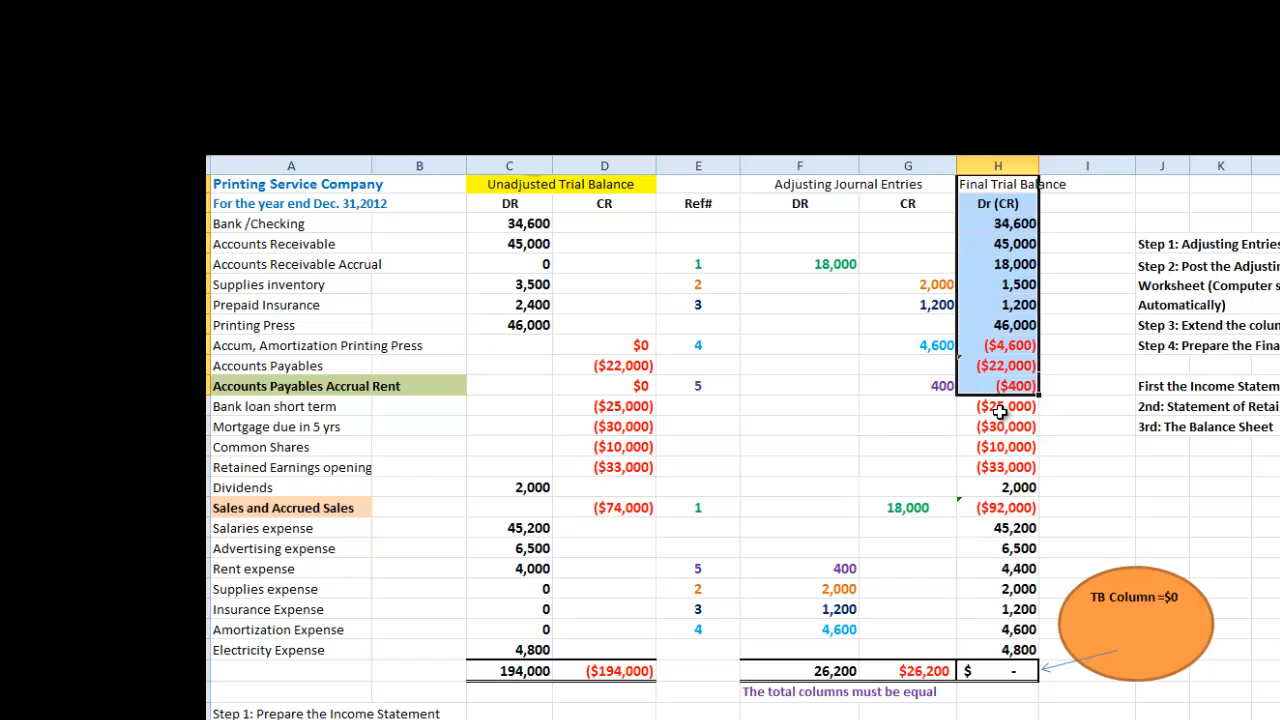 A B C D E F G H I J K
Printing Service Company Unadjusted Trial Balance Adjusting Journal Entries Final Trial Balance
For the year end Dec. 31,2012 DR CR Ref# DR CR Dr (CR)
Bank /Checking 34,600 34,600
Accounts Receivable 45,000 45,000 Step 1: Adjusting Entries
Accounts Receivable Accrual 0 1 18,000 18,000 Step 2: Post the Adjusting
Supplies inventory 3,500 2 2,000 1,500 Worksheet (Computer s
Prepaid Insurance 2,400 3 1,200 1,200 Automatically)
Printing Press 46,000 46,000 Step 3: Extend the colum
Accum, Amortization Printing Press $0 4 4,600 ($4,600) Step 4: Prepare the Fina
Accounts Payables ($22,000) ($22,000)
Accounts Payables Accrual Rent $0 5 400 ($400) First the Income Statem
Bank loan short term ($25,000) ($25,000) 2nd: Statement of Retai
Mortgage due in 5 yrs ($30,000) ($30,000) 3rd: The Balance Sheet
Common Shares ($10,000) ($10,000)
Retained Earnings opening ($33,000) ($33,000)
Dividends 2,000 2,000
Sales and Accrued Sales ($74,000) 1 18,000 ($92,000)
Salaries expense 45,200 45,200
Advertising expense 6,500 6,500
Rent expense 4,000 5 400 4,400
Supplies expense 0 2 2,000 2,000 TB Column =$0
Insurance Expense 0 3 1,200 1,200
Amortization Expense 0 4 4,600 4,600
Electricity Expense 4,800 4,800
194,000 ($194,000) 26,200 $26,200 $ -
The total columns must be equal
Step 1: Prepare the Income Statement